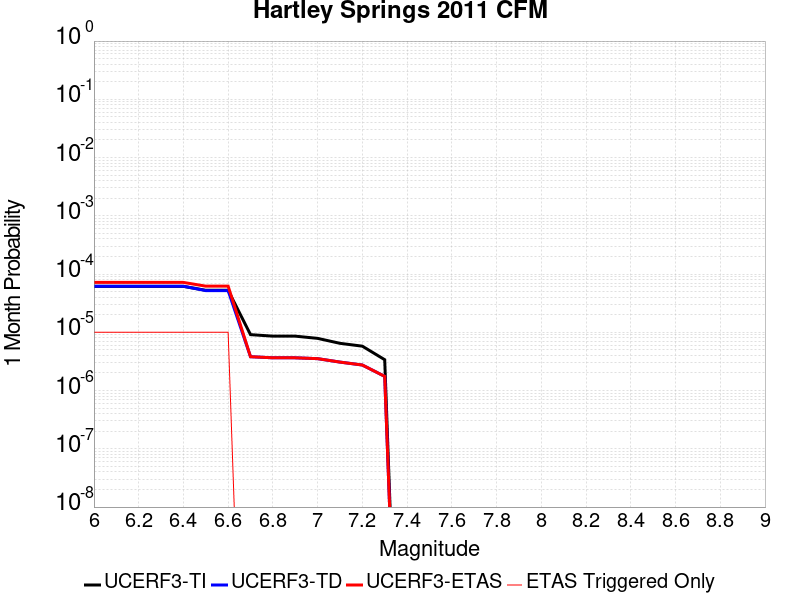 Hartley Springs 2011 CFM
1 Month Probability
10^0
10^-1
10^-2
10^-3
10^-4
10^-5
10^-6
10^-7
10^-8
6 6.2 6.4 6.6 6.8 7 7.2 7.4 7.6 7.8 8 8.2 8.4 8.6 8.8 9
Magnitude
UCERF3-TI UCERF3-TD UCERF3-ETAS ETAS Triggered Only